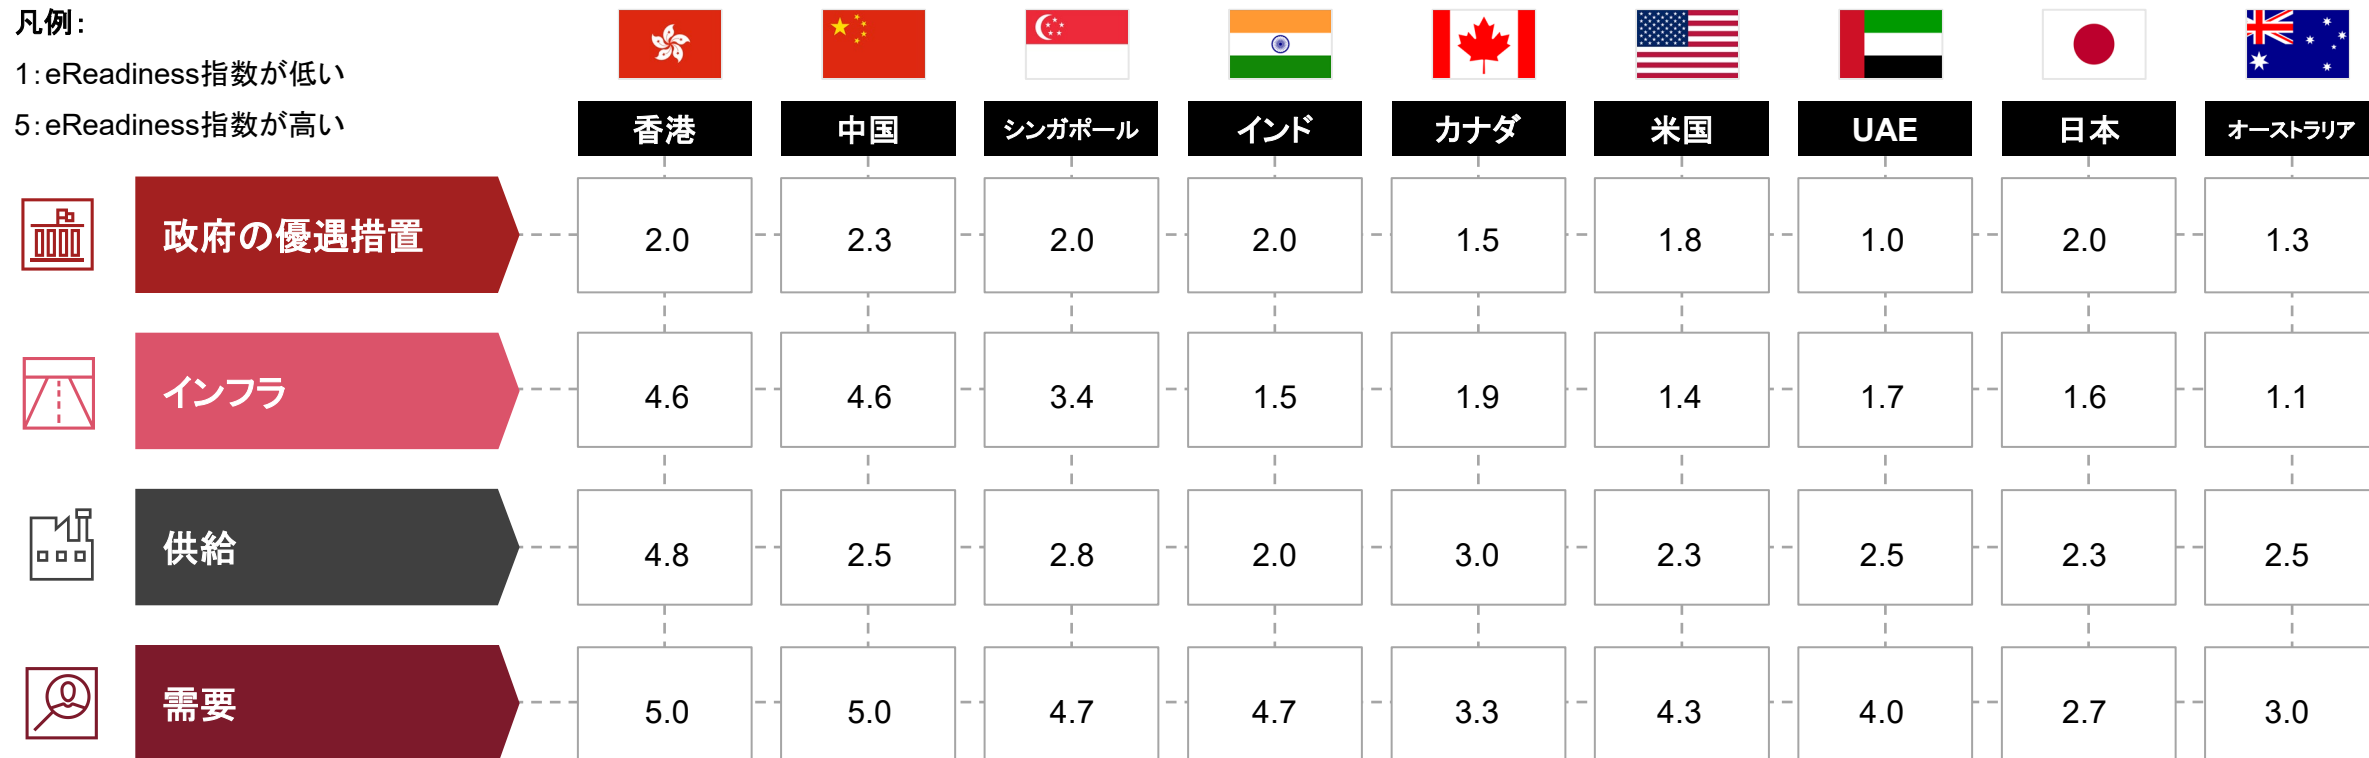 凡例：
1：eReadiness指数が低い
5：eReadiness指数が高い
香港 中国 シンガポール インド カナダ 米国 UAE 日本 オーストラリア
政府の優遇措置 2.0 2.3 2.0 2.0 1.5 1.8 1.0 2.0 1.3
インフラ 4.6 4.6 3.4 1.5 1.9 1.4 1.7 1.6 1.1
供給 4.8 2.5 2.8 2.0 3.0 2.3 2.5 2.3 2.5
需要 5.0 5.0 4.7 4.7 3.3 4.3 4.0 2.7 3.0